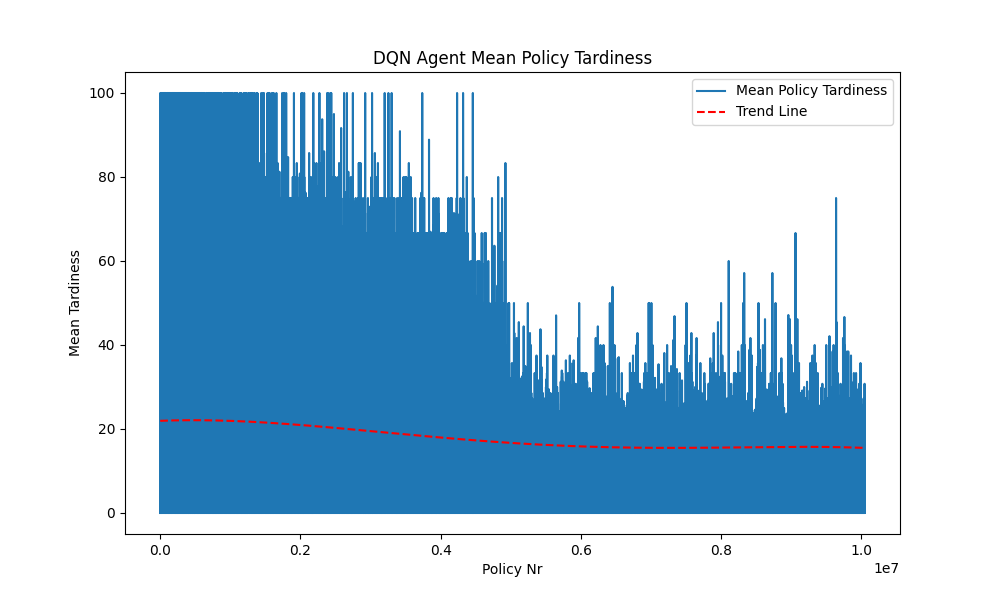 DQN Agent Mean Policy Tardiness
Mean Policy Tardiness
Trend Line
Mean Tardiness
100
80
60
40
20
0
0.0 0.2 0.4 0.6 0.8 1.0
1e7
Policy Nr